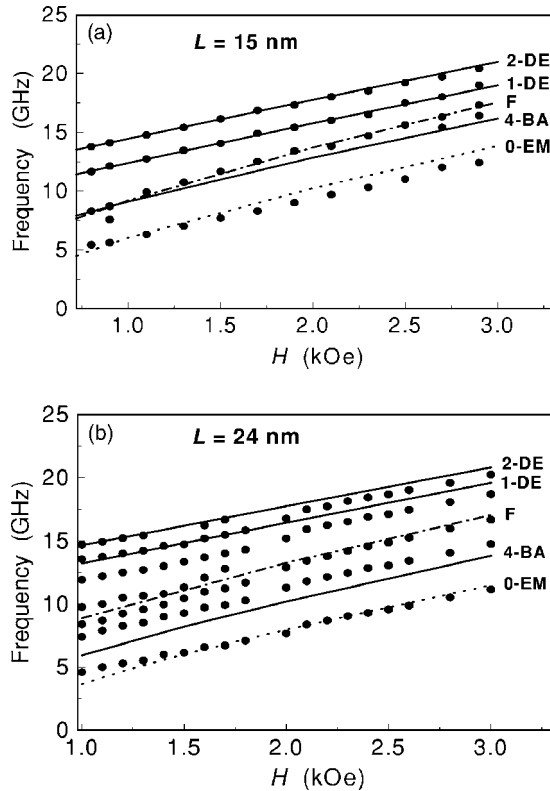 (a)
L = 15 nm
Frequency (GHz)
25
20
15
10
5
0
2-DE
1-DE
F
4-BA
0-EM
1.0 1.5 2.0 2.5 3.0
H (kOe)
(b)
L = 24 nm
Frequency (GHz)
25
20
15
10
5
0
2-DE
1-DE
F
4-BA
0-EM
1.0 1.5 2.0 2.5 3.0
H (kOe)